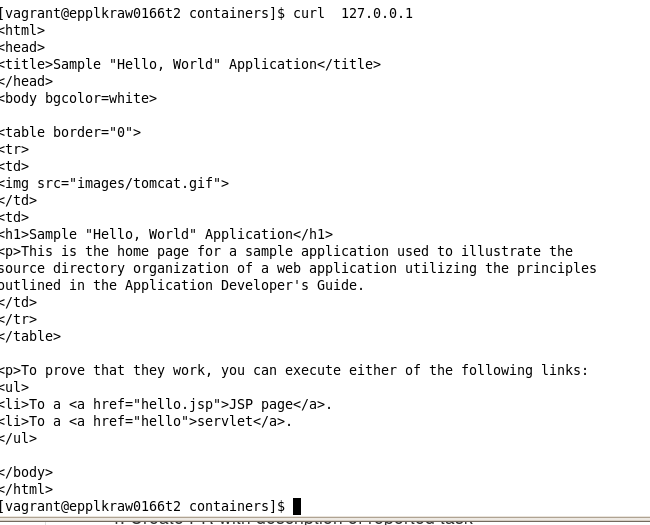 [vagrant@epplkraw0166t2 containers]$ curl  127.0.0.1
<html>
<head>
<title>Sample "Hello, World" Application</title>
</head>
<body bgcolor=white>
<table border="0">
<tr>
<td>
<img src="images/tomcat.gif">
</td>
<td>
<h1>Sample "Hello, World" Application</h1>
<p>This is the home page for a sample application used to illustrate the
source directory organization of a web application utilizing the principles
outlined in the Application Developer's Guide.
</td>
</tr>
</table>
<p>To prove that they work, you can execute either of the following links:
<ul>
<li>To a <a href="hello.jsp">JSP page</a>.
<li>To a <a href="hello">servlet</a>.
</ul>
</body>
</html>
[vagrant@epplkraw0166t2 containers]$
with description of reported task